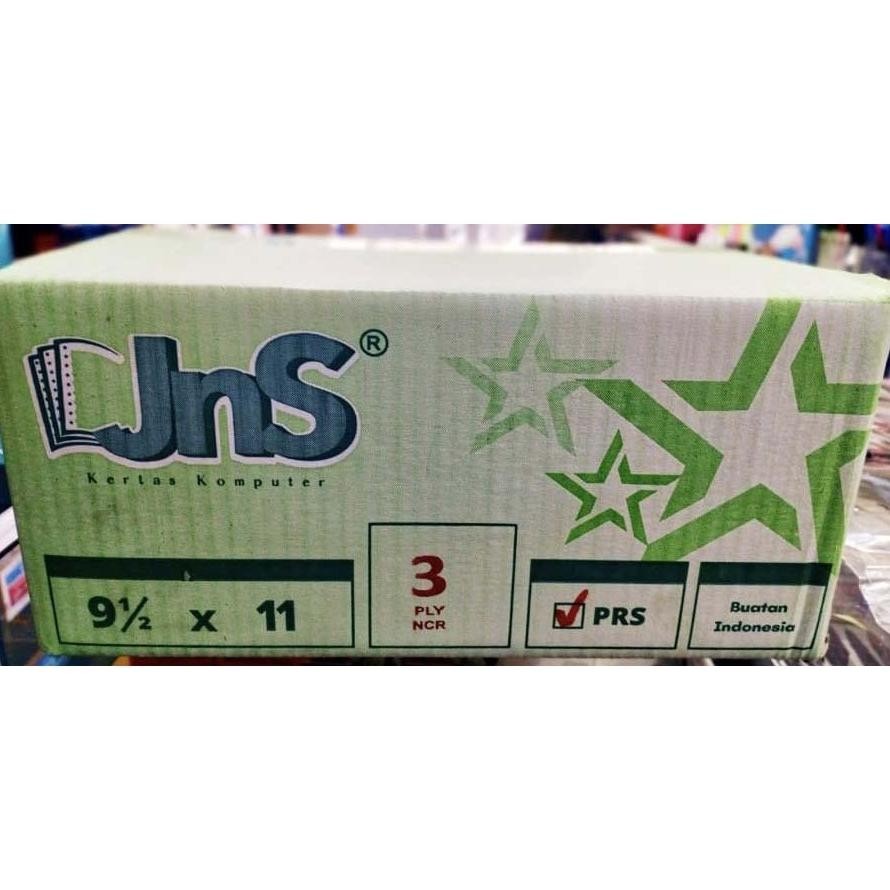 JnS®
Kertas Komputer
9½ x 11
3
PLY
NCR
PRS
Buatan
Indonesia